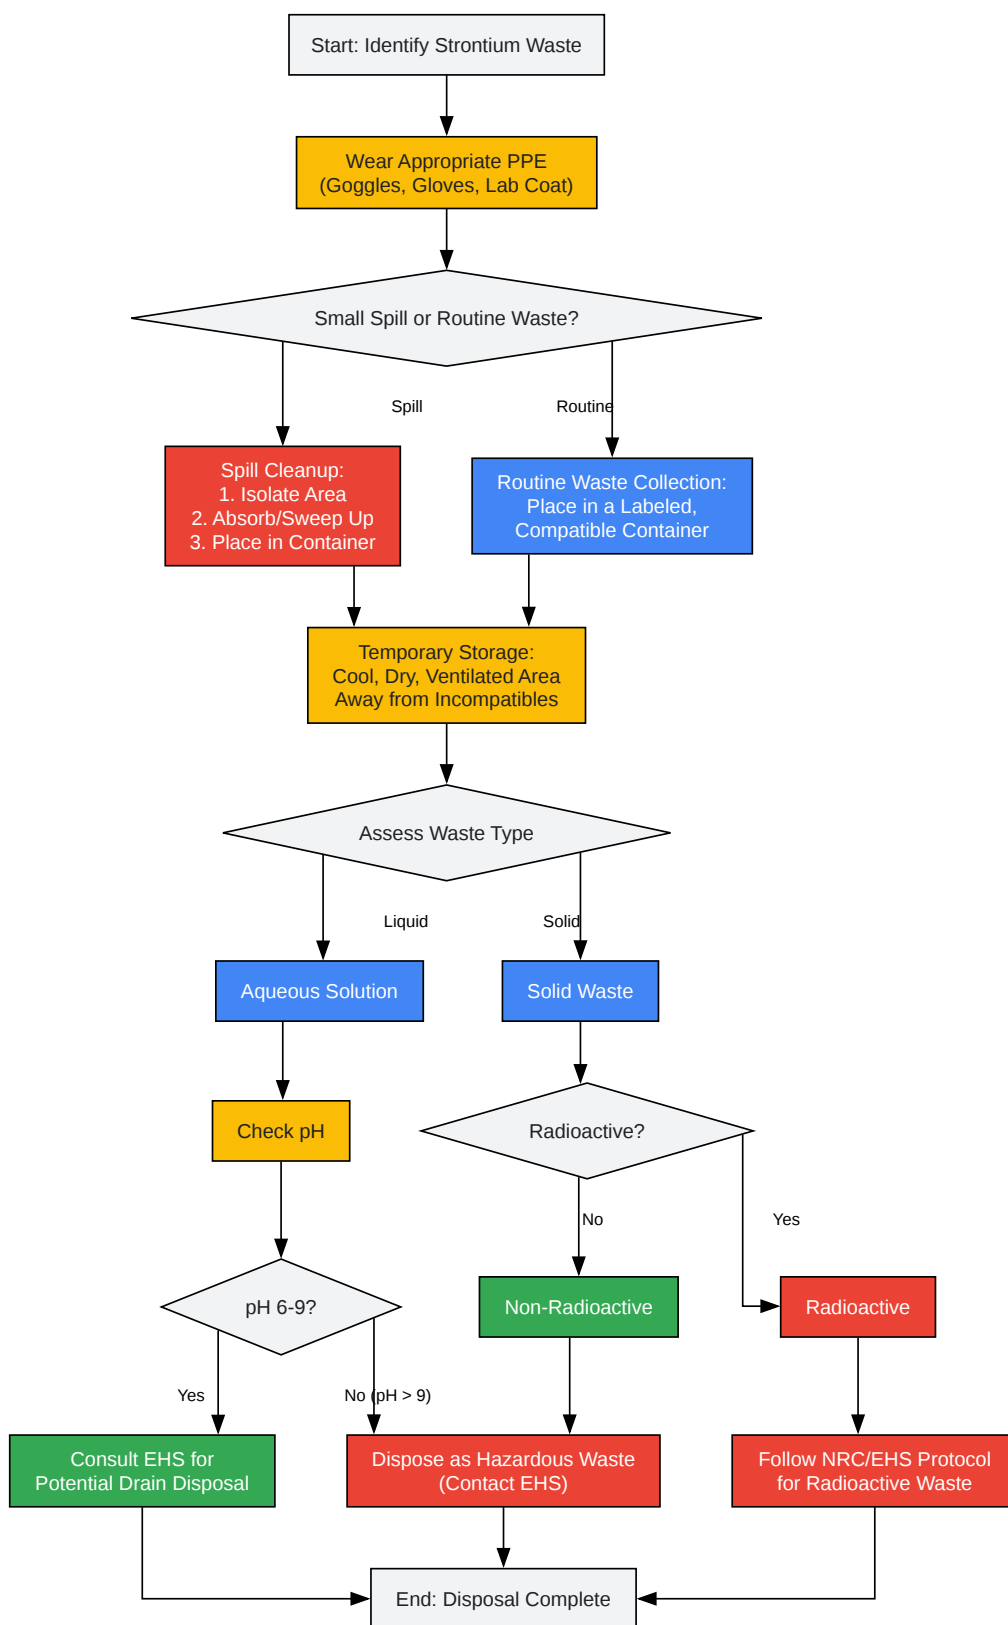 Start: Identify Strontium Waste
Wear Appropriate PPE
(Goggles, Gloves, Lab Coat)
Small Spill or Routine Waste?
Spill
Routine
Spill Cleanup:
1. Isolate Area
2. Absorb/Sweep Up
3. Place in Container
Routine Waste Collection:
Place in a Labeled,
Compatible Container
Temporary Storage:
Cool, Dry, Ventilated Area
Away from Incompatibles
Assess Waste Type
Liquid
Solid
Aqueous Solution
Solid Waste
Check pH
Radioactive?
No
Yes
pH 6-9?
Non-Radioactive
Radioactive
Yes
No (pH > 9)
Consult EHS for
Potential Drain Disposal
Dispose as Hazardous Waste
(Contact EHS)
Follow NRC/EHS Protocol
for Radioactive Waste
End: Disposal Complete